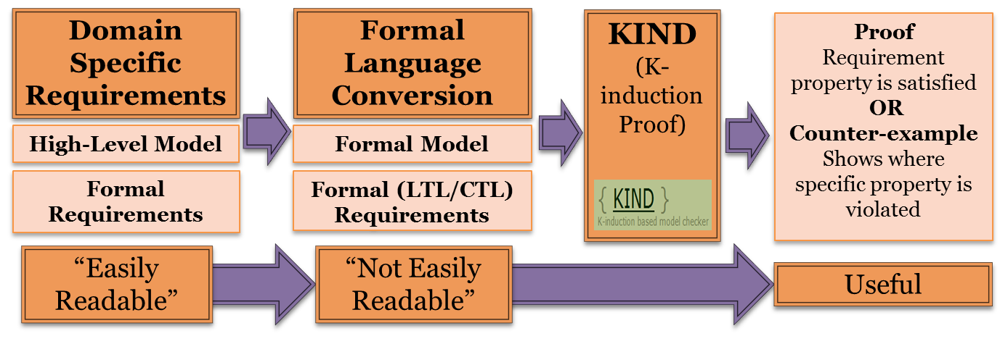 Domain
Specific
Requirements
High-Level Model
Formal
Requirements
Formal
Language
Conversion
Formal Model
Formal (LTL/CTL)
Requirements
KIND
(K-
induction
Proof)
{ KIND }
K-induction based model checker
Proof
Requirement
property is satisfied
OR
Counter-example
Shows where
specific property is
violated
“Easily
Readable”
“Not Easily
Readable”
Useful